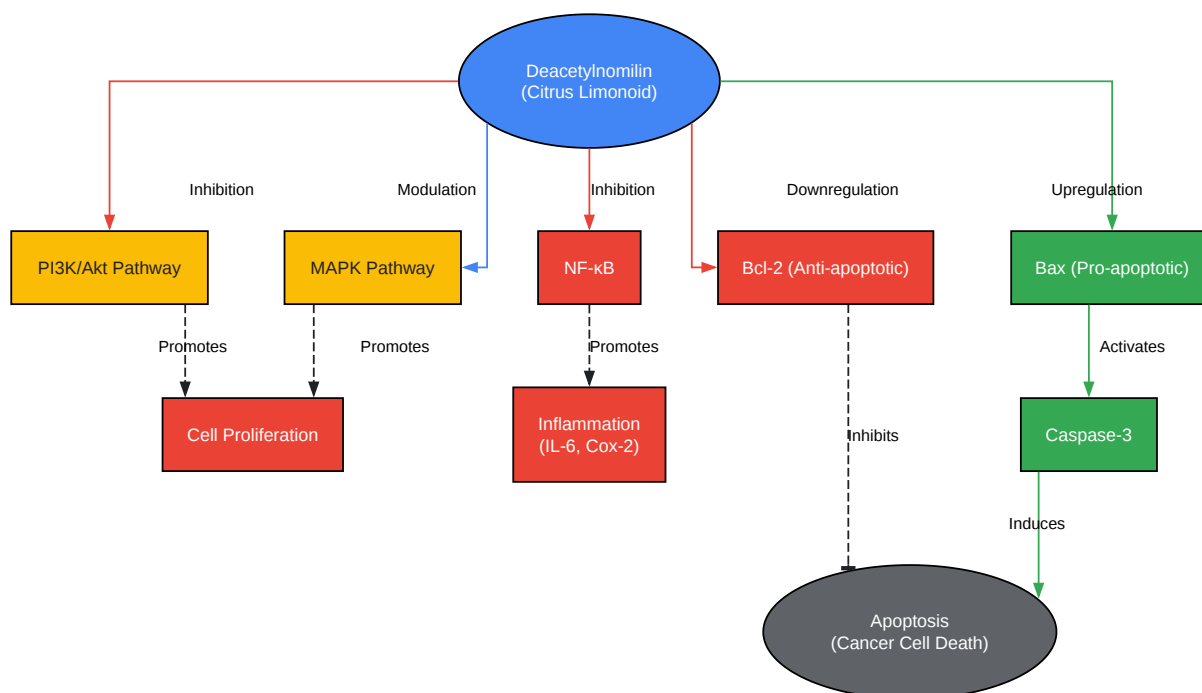 Deacetylnomilin
(Citrus Limonoid)
Inhibition
Modulation
Inhibition
Downregulation
Upregulation
PI3K/Akt Pathway
MAPK Pathway
NF-κB
Bcl-2 (Anti-apoptotic)
Bax (Pro-apoptotic)
Promotes
Promotes
Promotes
Activates
Cell Proliferation
Inflammation
(IL-6, Cox-2)
Inhibits
Caspase-3
Induces
Apoptosis
(Cancer Cell Death)